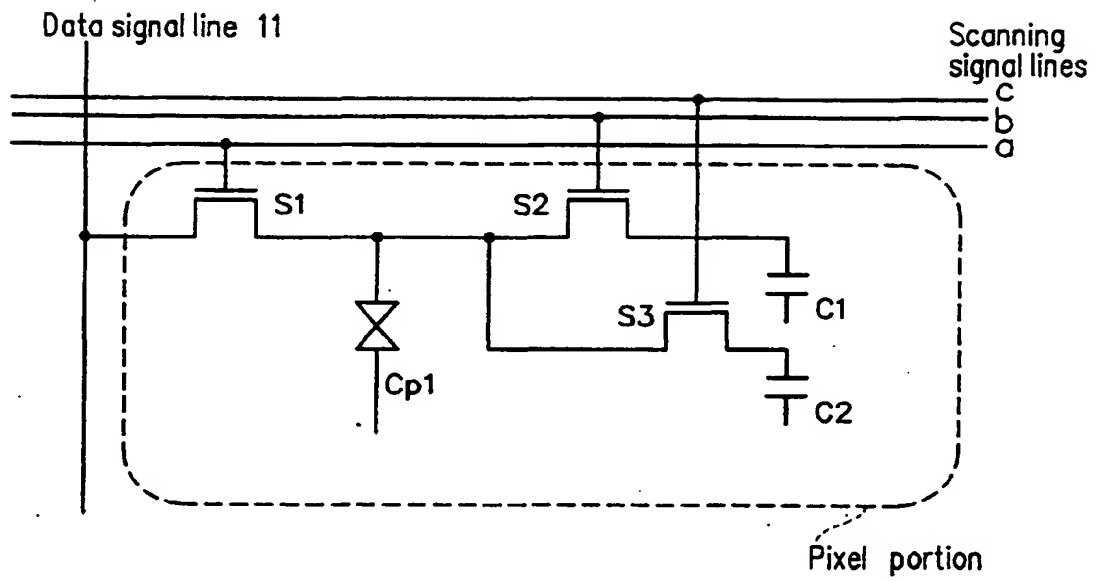 Data signal line 11
Scanning
signal lines
c
b
a
S1
S2
C1
S3
Cp1
C2
Pixel portion